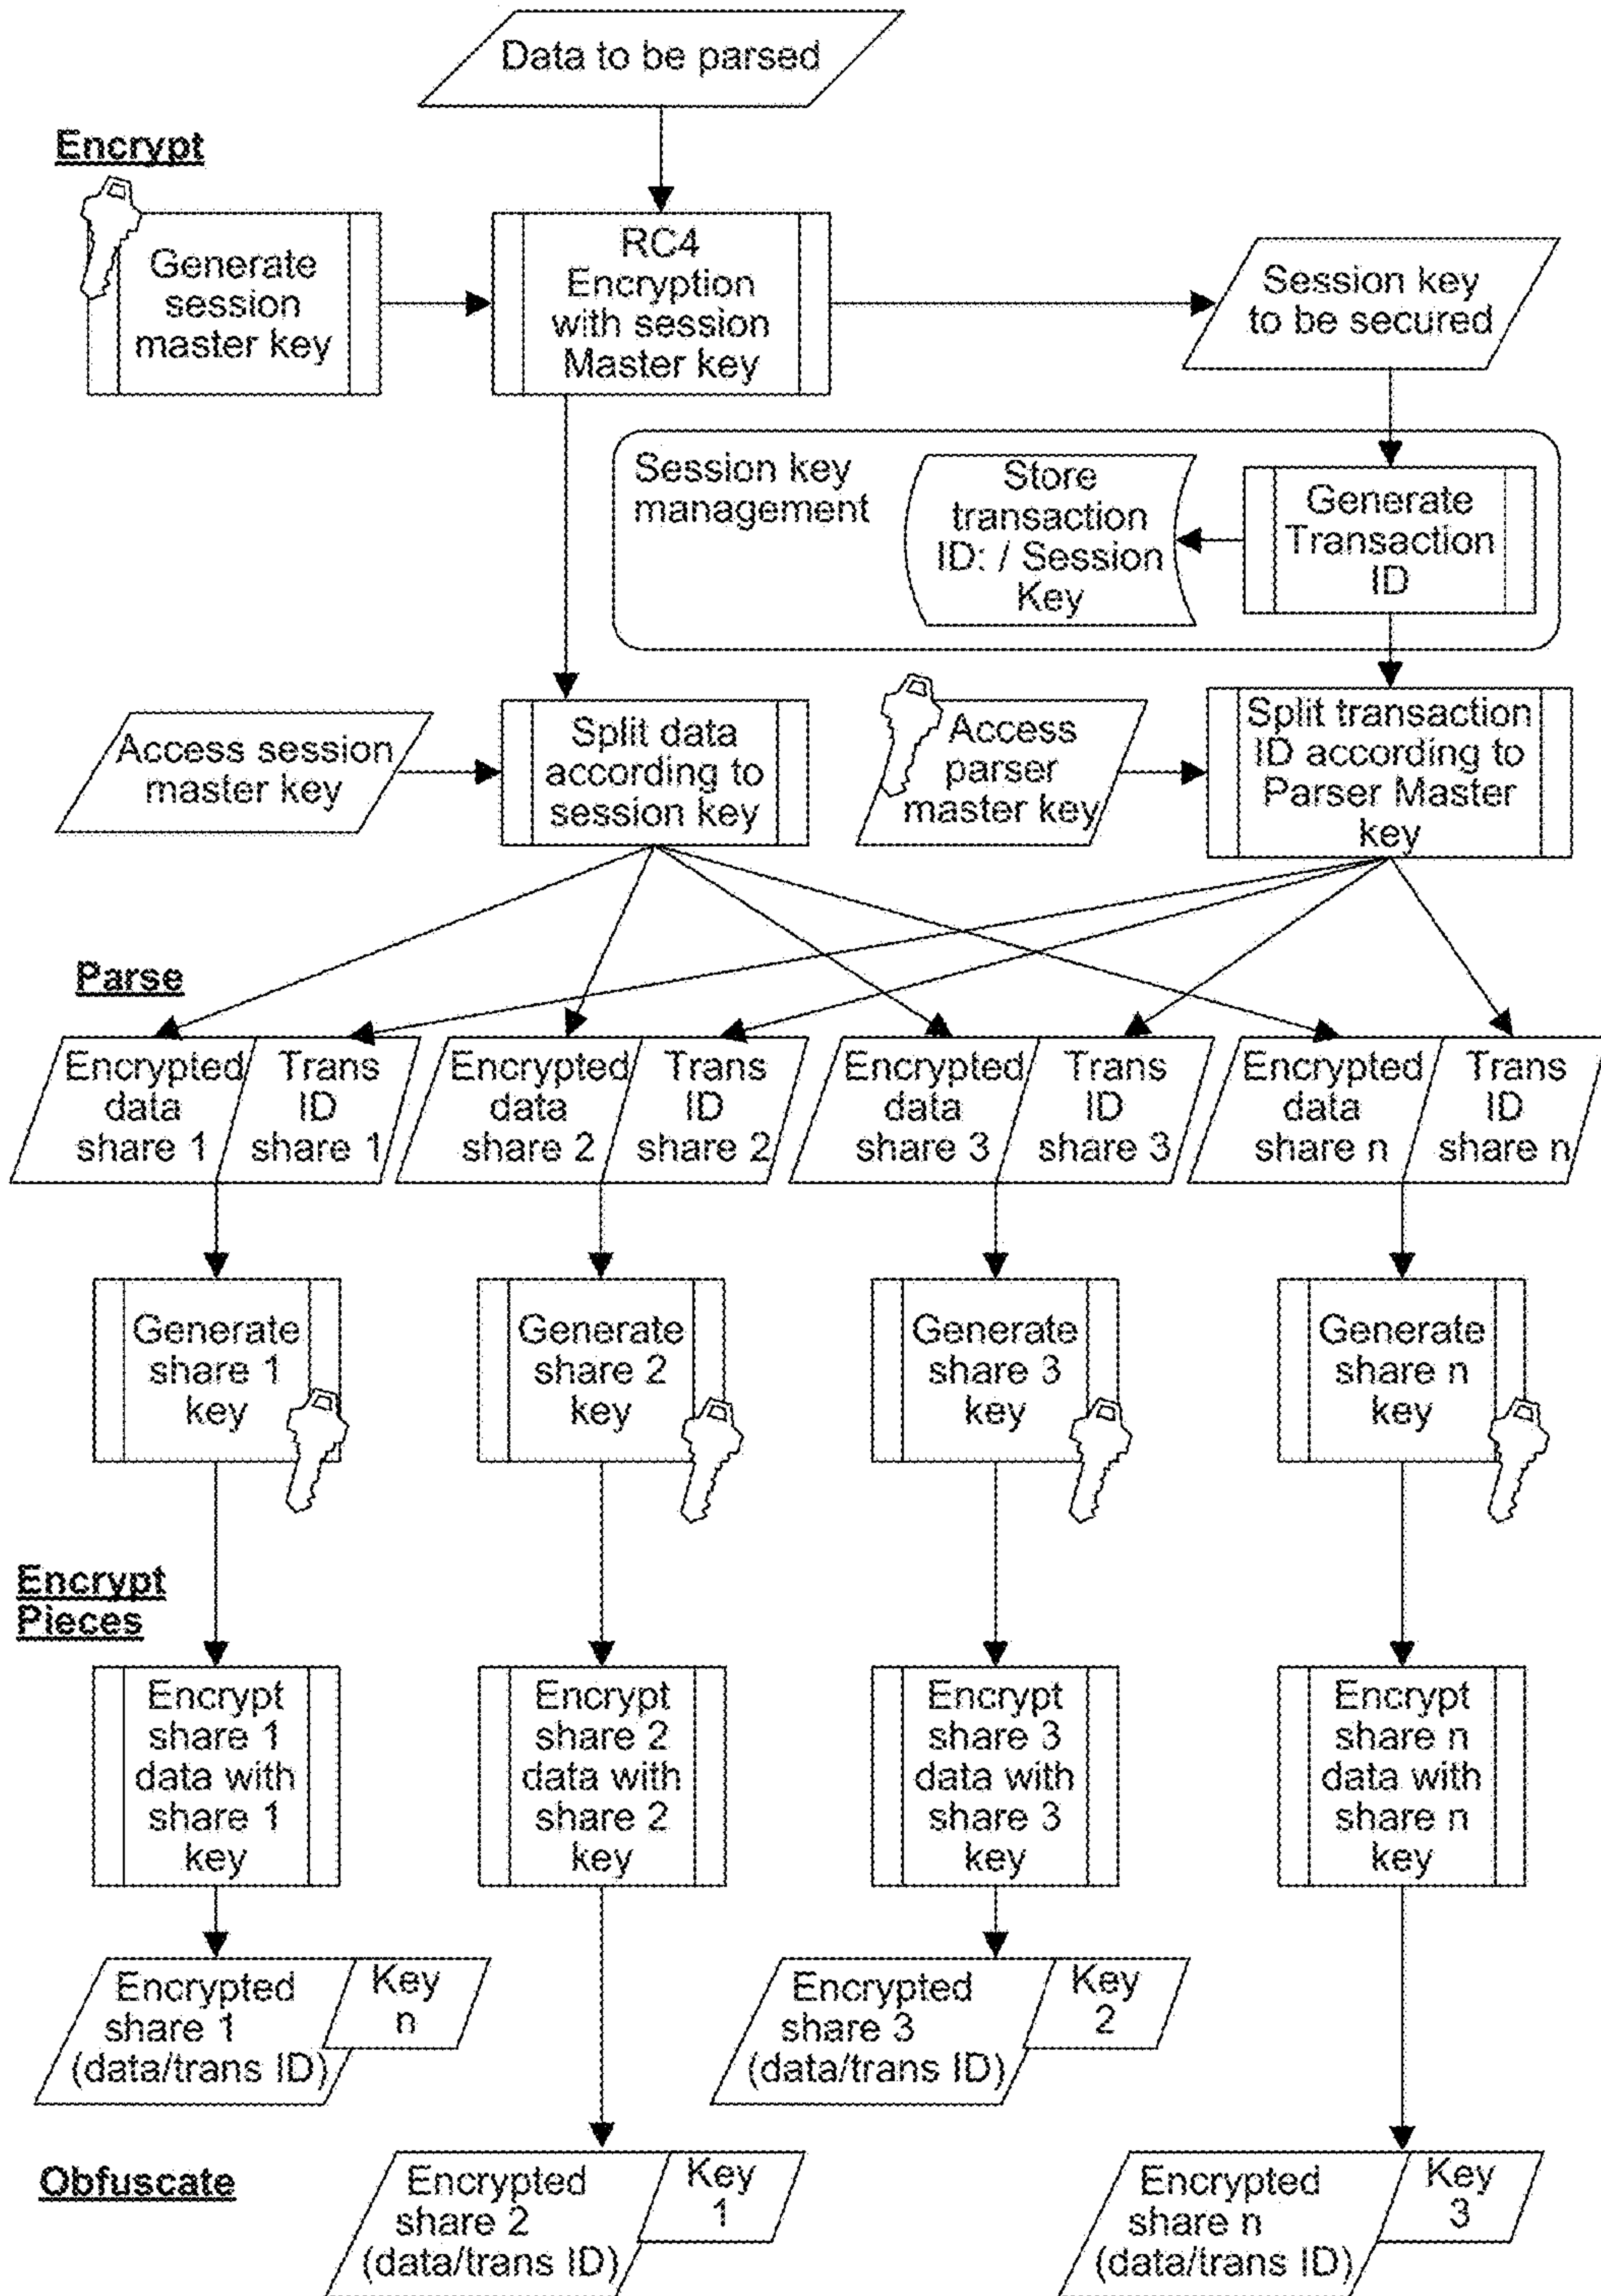 Data to be parsed
Encrypt
Generate
session
master key
RC4
Encryption
with session
Master key
Session key
to be secured
Session key
management
Store
transaction
ID: / Session
Key
Generate
Transaction
ID
Access session
master key
Split data
according to
session key
Access
parser
master key
Split transaction
ID according to
Parser Master
key
Parse
Encrypted
data
share 1
Trans
ID
share 1
Encrypted
data
share 2
Trans
ID
share 2
Encrypted
data
share 3
Trans
ID
share 3
Encrypted
data
share n
Trans
ID
share n
Generate
share 1
key
Generate
share 2
key
Generate
share 3
key
Generate
share n
key
Encrypt
Pieces
Encrypt
share 1
data with
share 1
key
Encrypt
share 2
data with
share 2
key
Encrypt
share 3
data with
share 3
key
Encrypt
share n
data with
share n
key
Encrypted
share 1
(data/trans ID)
Key
n
Encrypted
share 3
(data/trans ID)
Key
2
Obfuscate
Encrypted
share 2
(data/trans ID)
Key
1
Encrypted
share n
(data/trans ID)
Key
3